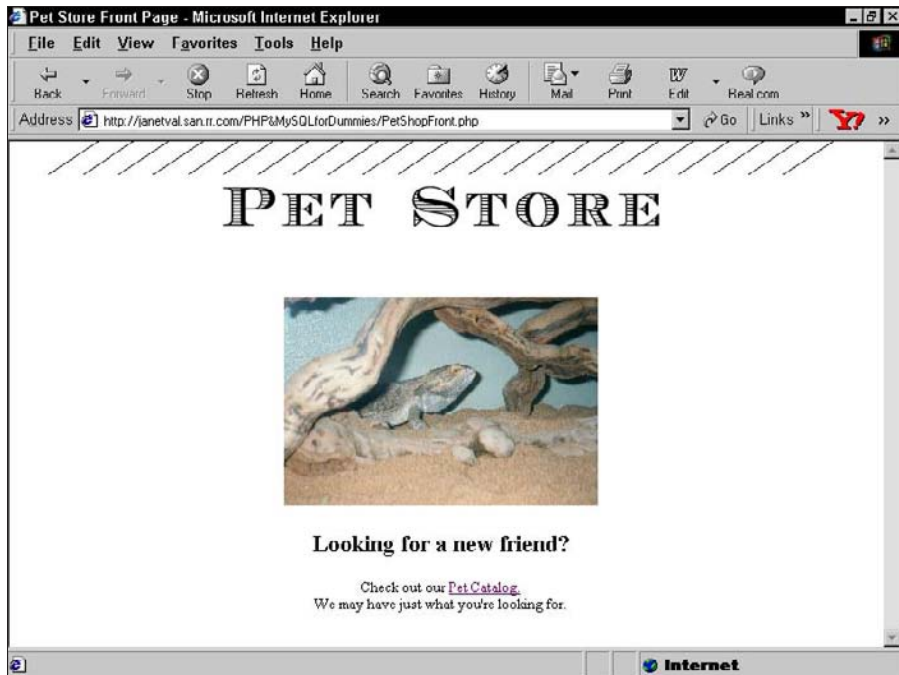 Pet Store Front Page - Microsoft Internet Explorer
File Edit View Favorites Tools Help
Back Forward Stop Refresh Home Search Favorites History Mail Print Edit Real.com
Address http://janetval.san.rr.com/PHP&MySQLforDummies/PetShopFront.php Go Links » Y? »
PET STORE
Looking for a new friend?
Check out our Pet Catalog.
We may have just what you're looking for.
Internet